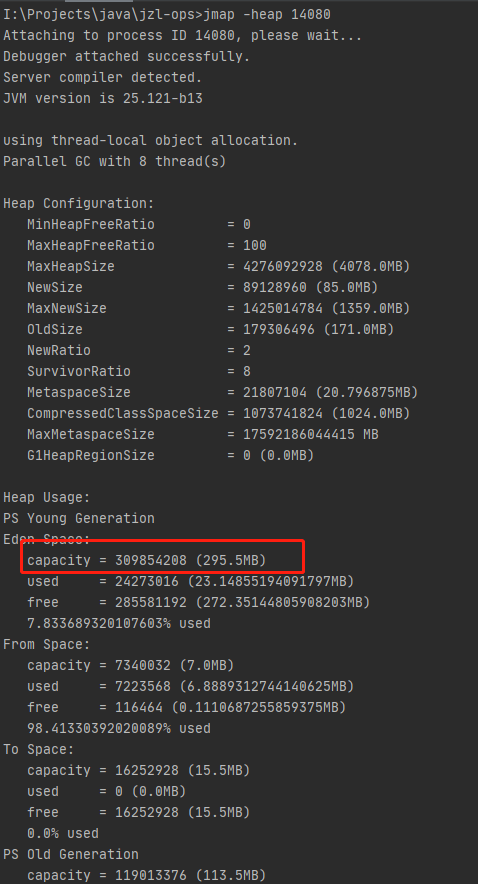 I:\Projects\java\jzl-ops>jmap -heap 14080
Attaching to process ID 14080, please wait...
Debugger attached successfully.
Server compiler detected.
JVM version is 25.121-b13
using thread-local object allocation.
Parallel GC with 8 thread(s)
Heap Configuration:
MinHeapFreeRatio = 0
MaxHeapFreeRatio = 100
MaxHeapSize = 4276092928 (4078.0MB)
NewSize = 89128960 (85.0MB)
MaxNewSize = 1425014784 (1359.0MB)
OldSize = 179306496 (171.0MB)
NewRatio = 2
SurvivorRatio = 8
MetaspaceSize = 21807104 (20.796875MB)
CompressedClassSpaceSize = 1073741824 (1024.0MB)
MaxMetaspaceSize = 17592186044415 MB
G1HeapRegionSize = 0 (0.0MB)
Heap Usage:
PS Young Generation
Eden Space:
capacity = 309854208 (295.5MB)
used = 24273016 (23.14855194091797MB)
free = 285581192 (272.35144805908203MB)
7.833689320107603% used
From Space:
capacity = 7340032 (7.0MB)
used = 7223568 (6.8889312744140625MB)
free = 116464 (0.1110687255859375MB)
98.41330392020089% used
To Space:
capacity = 16252928 (15.5MB)
used = 0 (0.0MB)
free = 16252928 (15.5MB)
0.0% used
PS Old Generation
capacity = 119013376 (113.5MB)